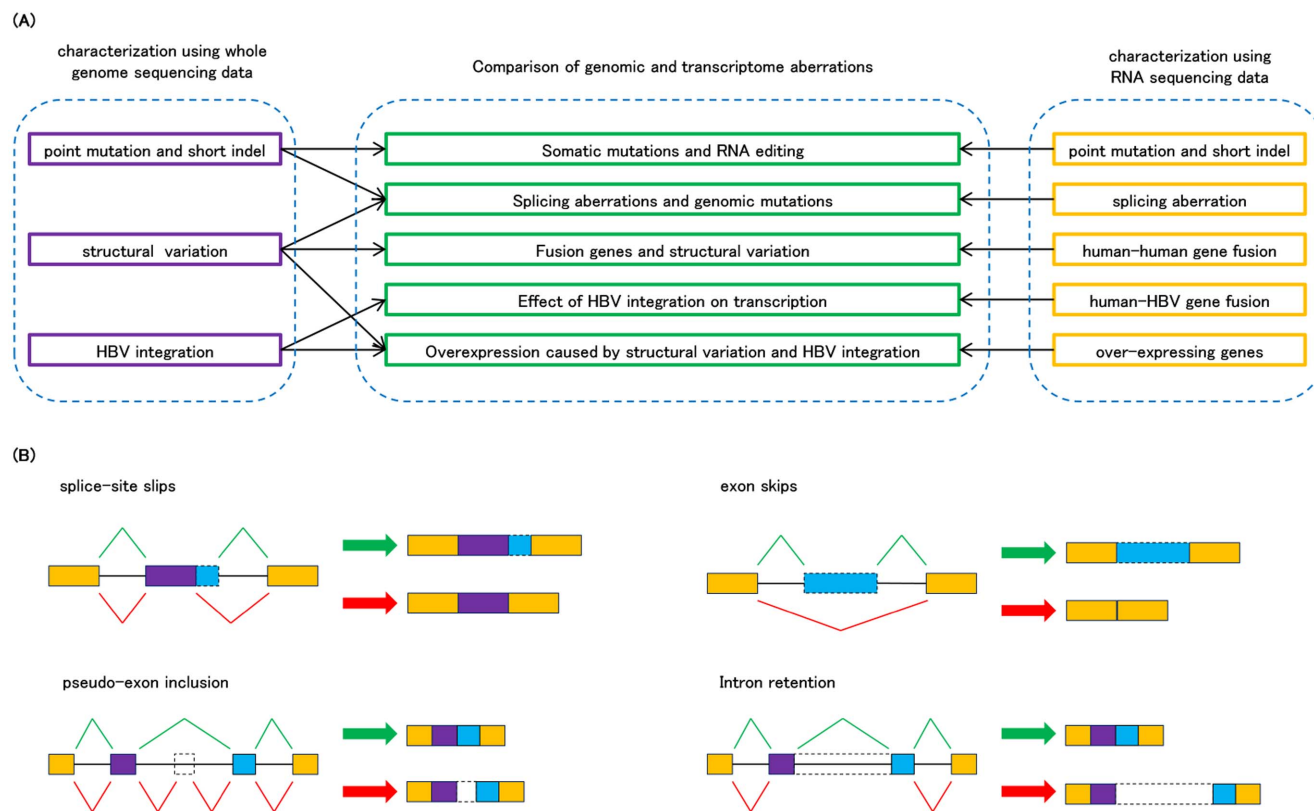 (A)
characterization using whole
genome sequencing data
Comparison of genomic and transcriptome aberrations
characterization using
RNA sequencing data
point mutation and short indel
Somatic mutations and RNA editing
point mutation and short indel
Splicing aberrations and genomic mutations
splicing aberration
structural variation
Fusion genes and structural variation
human-human gene fusion
Effect of HBV integration on transcription
human-HBV gene fusion
HBV integration
Overexpression caused by structural variation and HBV integration
over-expressing genes
(B)
splice-site slips
exon skips
pseudo-exon inclusion
Intron retention